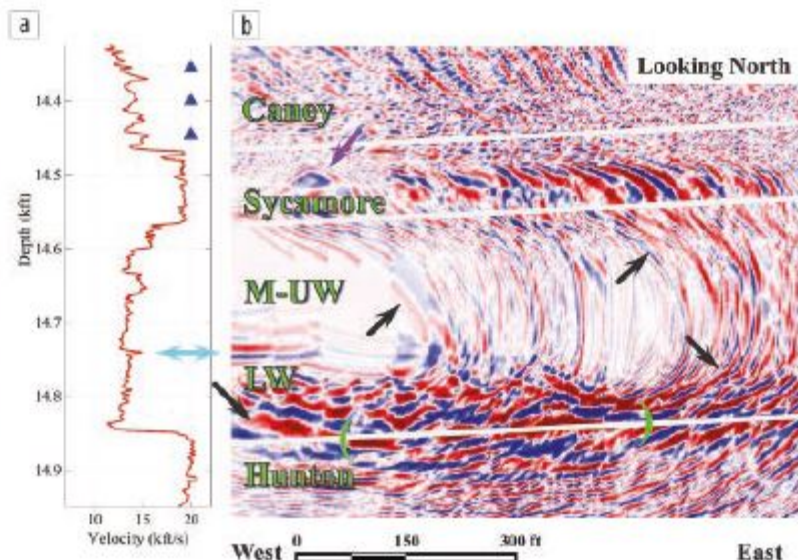 a
b
Looking North
Caney
Sycamore
M-UW
LW
Hunton
14.4
14.5
14.6
14.7
14.8
14.9
Depth (kft)
10 15 20
Velocity (kft/s)
West 0 150 300 ft East